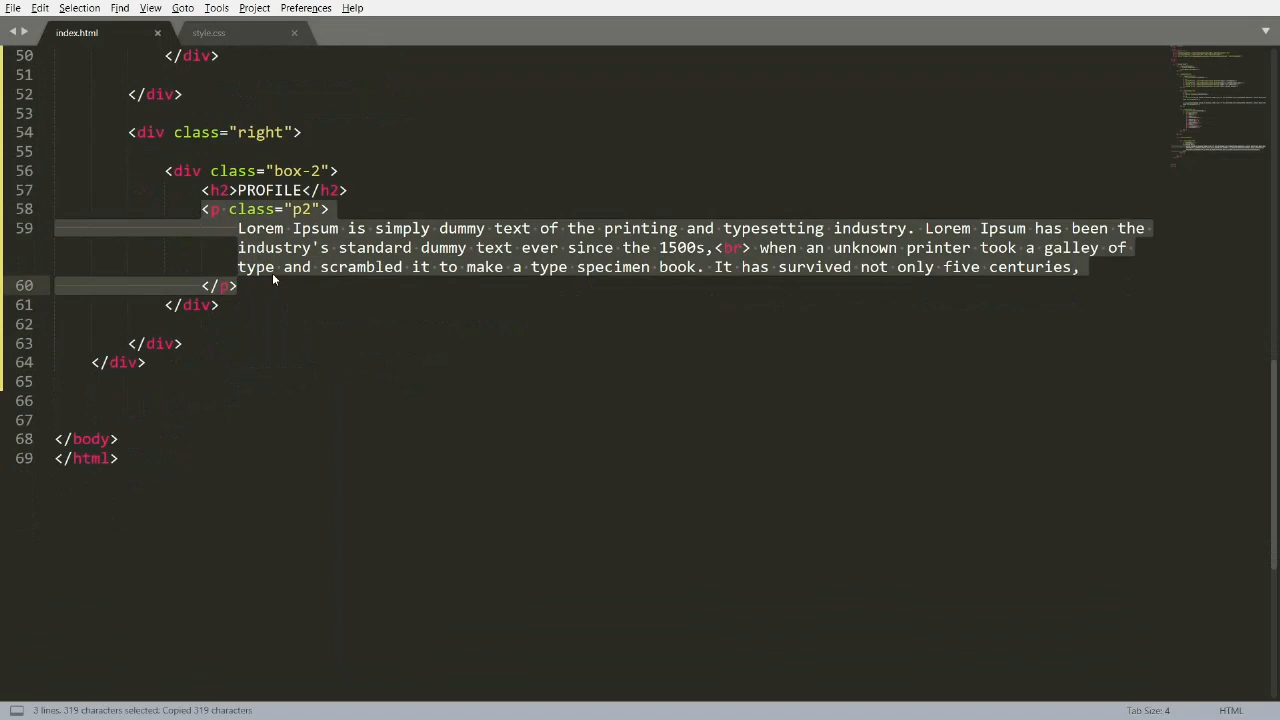 File Edit Selection Find View Goto Tools Project Preferences Help
index.html × style.css ×
50 </div>
51
52 </div>
53
54 <div class="right">
55
56 <div class="box-2">
57 <h2>PROFILE</h2>
58 <p class="p2">
59 Lorem Ipsum is simply dummy text of the printing and typesetting industry. Lorem Ipsum has been the
industry's standard dummy text ever since the 1500s,<br> when an unknown printer took a galley of
type and scrambled it to make a type specimen book. It has survived not only five centuries,
60 </p>
61 </div>
62
63 </div>
64 </div>
65
66
67
68 </body>
69 </html>
3 lines, 319 characters selected; Copied 319 characters Tab Size: 4 HTML